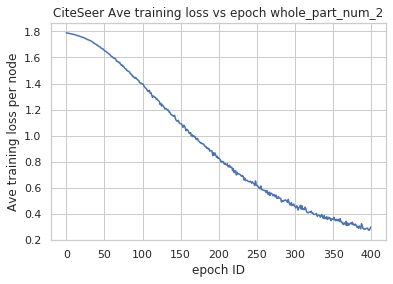 CiteSeer Ave training loss vs epoch whole_part_num_2
Ave training loss per node
1.8
1.6
1.4
1.2
1.0
0.8
0.6
0.4
0.2
0 50 100 150 200 250 300 350 400
epoch ID